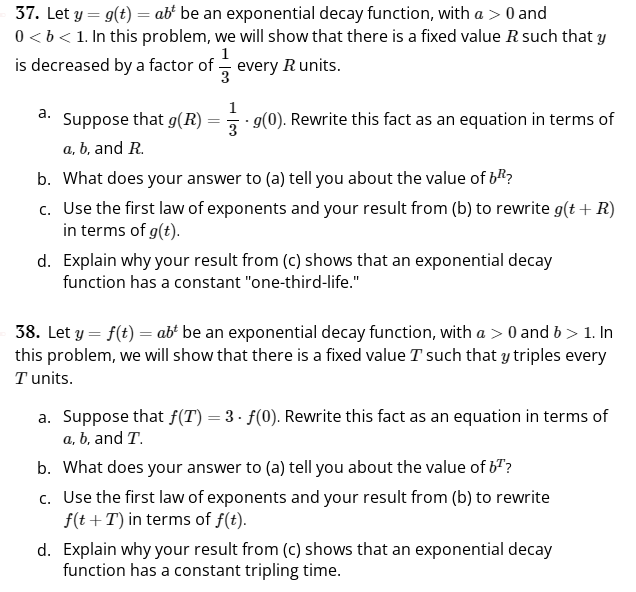 37. Let y = g(t) = ab^t be an exponential decay function, with a > 0 and
0 < b < 1. In this problem, we will show that there is a fixed value R such that y
is decreased by a factor of 1/3 every R units.
a. Suppose that g(R) = 1/3 · g(0). Rewrite this fact as an equation in terms of
a, b, and R.
b. What does your answer to (a) tell you about the value of b^R?
c. Use the first law of exponents and your result from (b) to rewrite g(t + R)
in terms of g(t).
d. Explain why your result from (c) shows that an exponential decay
function has a constant "one-third-life."
38. Let y = f(t) = ab^t be an exponential decay function, with a > 0 and b > 1. In
this problem, we will show that there is a fixed value T such that y triples every
T units.
a. Suppose that f(T) = 3 · f(0). Rewrite this fact as an equation in terms of
a, b, and T.
b. What does your answer to (a) tell you about the value of b^T?
c. Use the first law of exponents and your result from (b) to rewrite
f(t + T) in terms of f(t).
d. Explain why your result from (c) shows that an exponential decay
function has a constant tripling time.